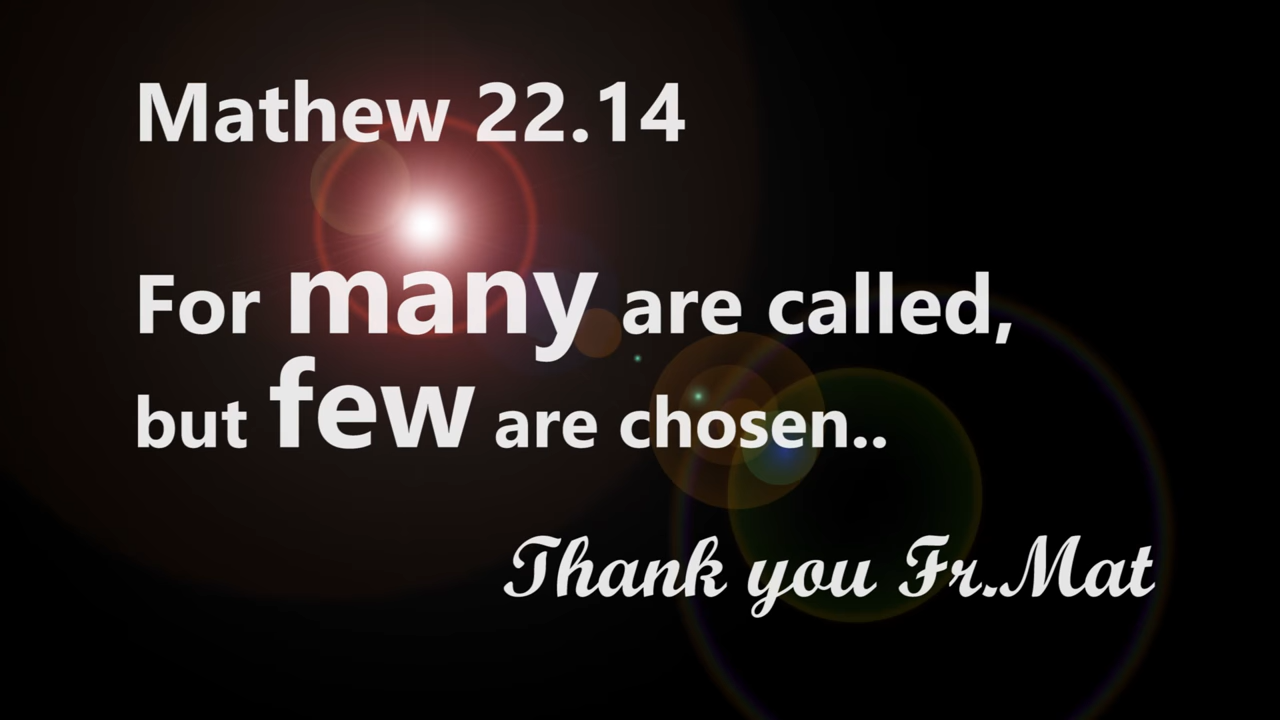 Mathew 22.14
For many are called,
but few are chosen..
Thank you Fr..Mat